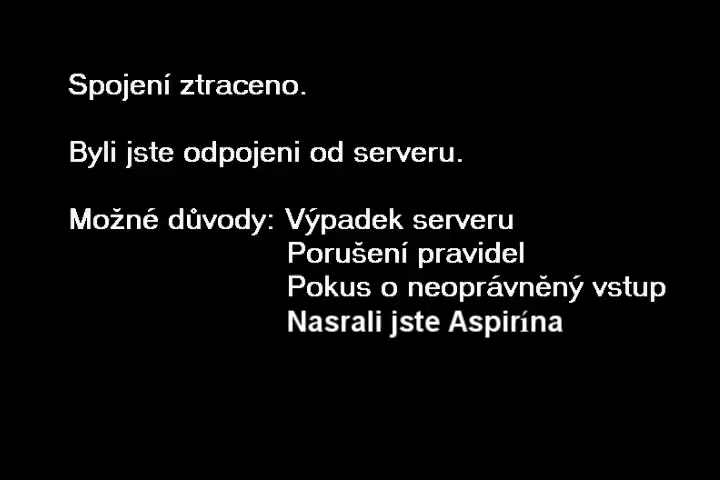 Spojení ztraceno.
Byli jste odpojeni od serveru.
Možné důvody: Výpadek serveru
Porušení pravidel
Pokus o neoprávněný vstup
Nasrali jste Aspirína